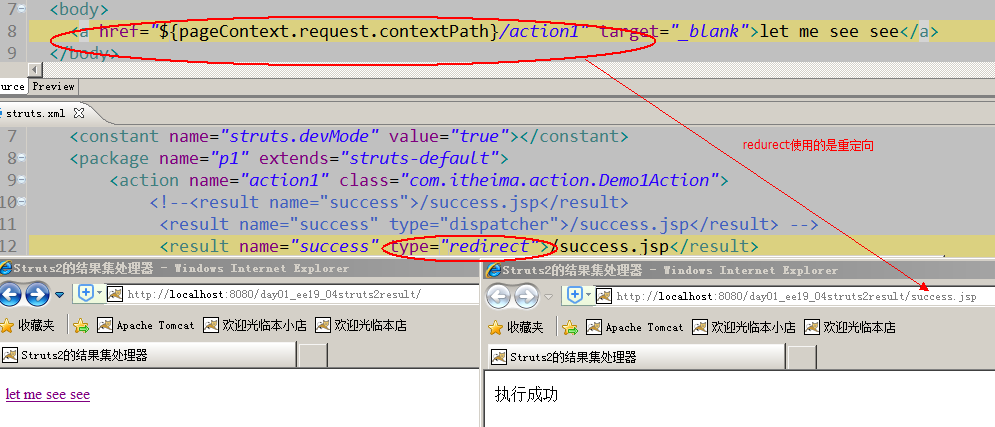 7 <body>
8 <a href="${pageContext.request.contextPath}/action1" target="_blank">let me see see</a>
9 </body>
ource Preview
struts.xml
redurect使用的是重定向
7 <constant name="struts.devMode" value="true"></constant>
8 <package name="p1" extends="struts-default">
9 <action name="action1" class="com.itheima.action.Demo1Action">
10 <!--<result name="success">/success.jsp</result>
11 <result name="success" type="dispatcher">/success.jsp</result> -->
12 <result name="success" type="redirect">/success.jsp</result>
Struts2的结果集处理器 - Windows Internet Explorer
http://localhost:8080/day01_ee19_04struts2result/
收藏夹 Apache Tomcat 欢迎光临本小店 欢迎光临本店
Struts2的结果集处理器
let me see see
Struts2的结果集处理器 - Windows Internet Explorer
http://localhost:8080/day01_ee19_04struts2result/success.jsp
收藏夹 Apache Tomcat 欢迎光临本小店 欢迎光临本店
Struts2的结果集处理器
执行成功